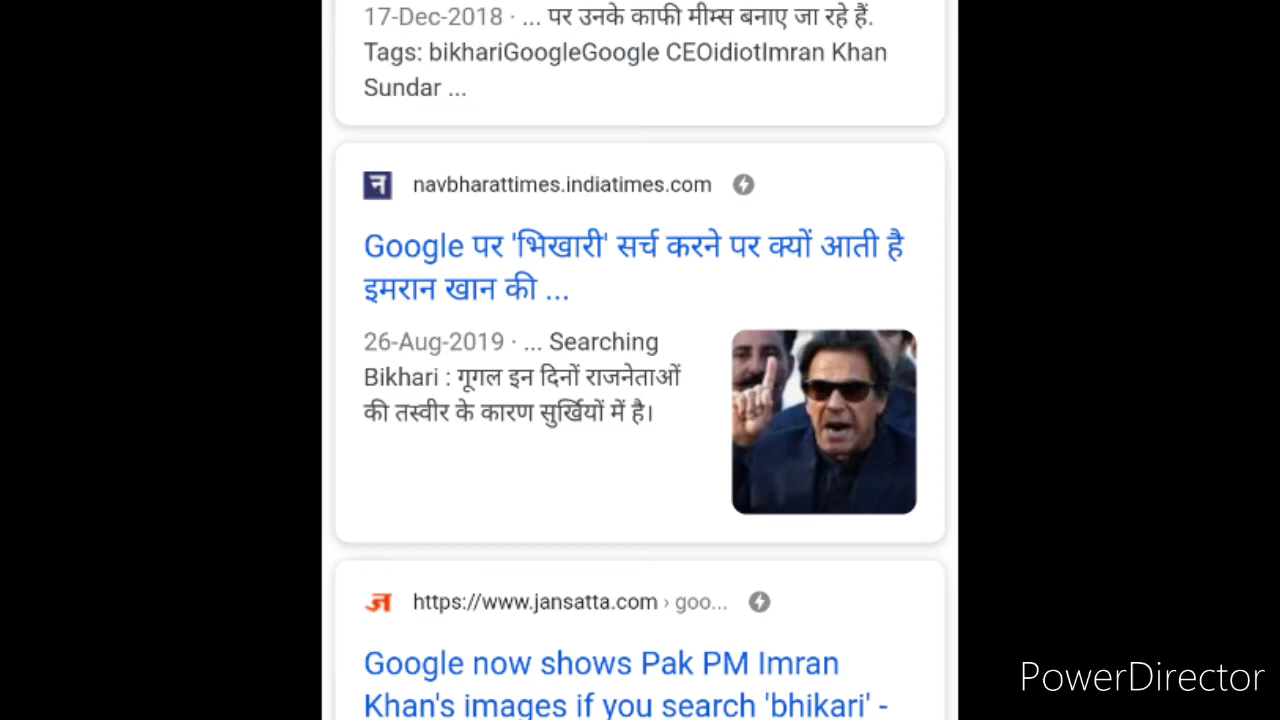 17-Dec-2018 · ... पर उनके काफी मीम्स बनाए जा रहे हैं.
Tags: bikhariGoogleGoogle CEOidiotImran Khan
Sundar ...
न navbharattimes.indiatimes.com
Google पर 'भिखारी' सर्च करने पर क्यों आती है
इमरान खान की ...
26-Aug-2019 · ... Searching
Bikhari : गूगल इन दिनों राजनेताओं
की तस्वीर के कारण सुर्खियों में है।
ज https://www.jansatta.com › goo...
Google now shows Pak PM Imran
Khan's images if you search 'bhikari' -
PowerDirector